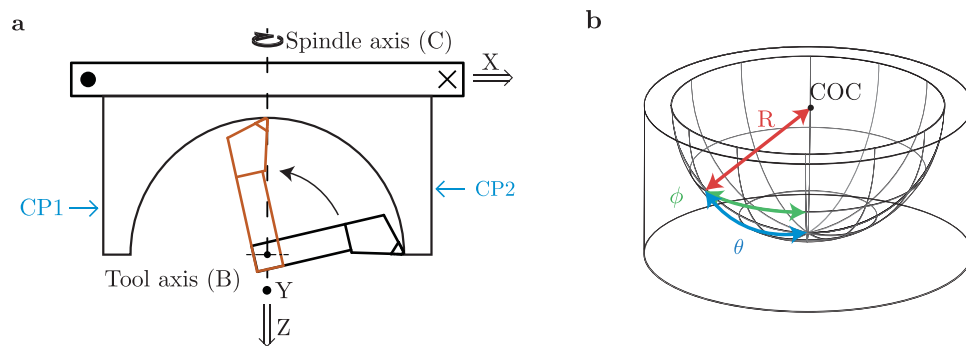 a
Spindle axis (C)
X
CP1
CP2
Tool axis (B)
Y
Z
b
COC
R
ϕ
θ